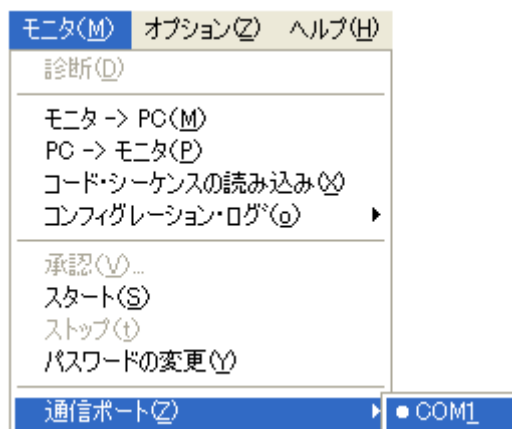 モニタ(M) オプション(Z) ヘルプ(H)
診断(D)
モニタ -> PC(M)
PC -> モニタ(P)
コード・シーケンスの読み込み(X)
コンフィグレーション・ログ(o)
承認(V)...
スタート(S)
ストップ(t)
パスワードの変更(Y)
通信ポート(Z) COM1